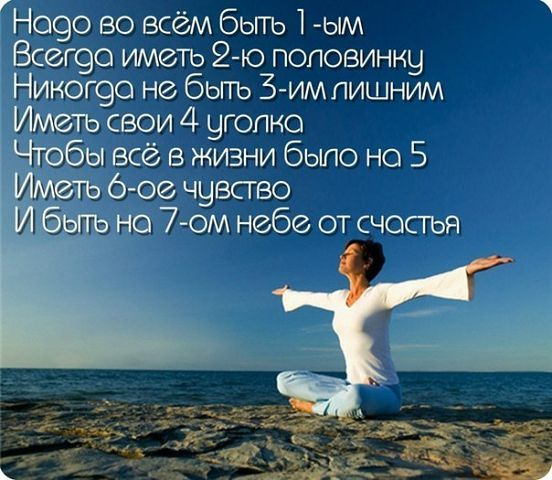 Надо во всём быть 1-ым
Всегда иметь 2-ю половинку
Никогда не быть 3-им лишним
Иметь свои 4 уголка
Чтобы всё в жизни было на 5
Иметь 6-ое чувство
И быть на 7-ом небе от счастья